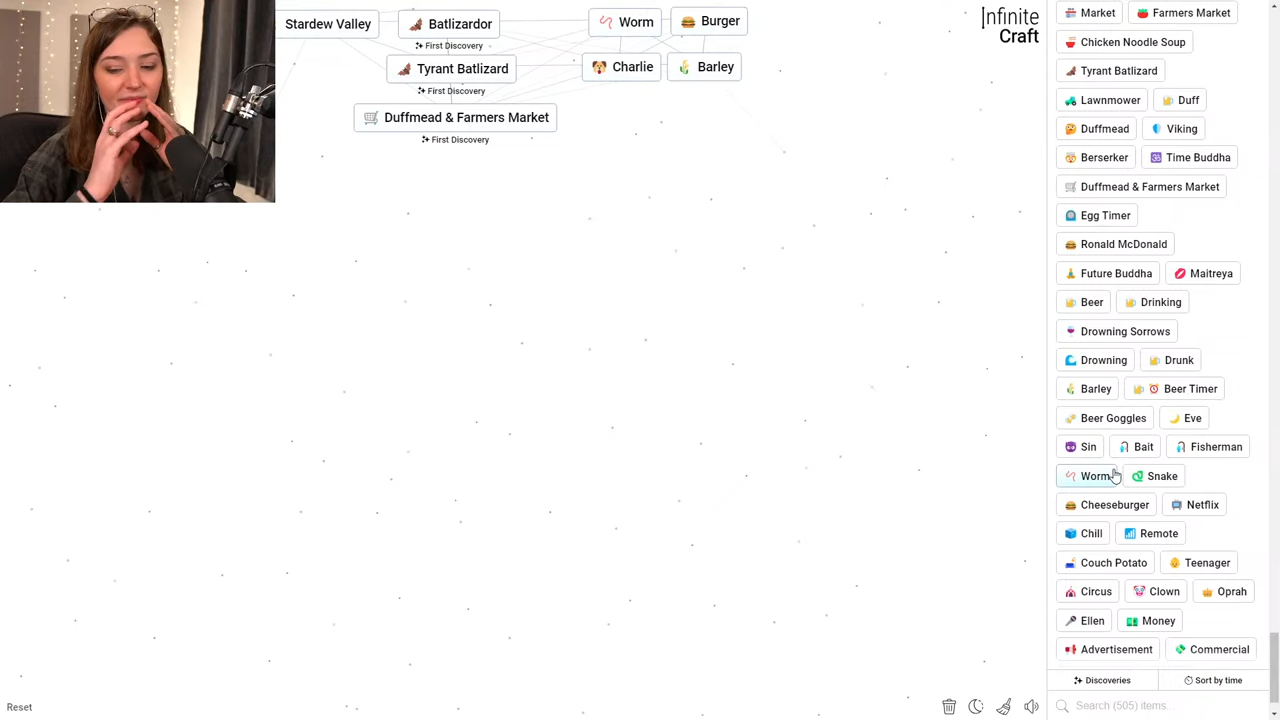 Stardew Valley Batlizardor Worm Burger
First Discovery
Tyrant Batlizard Charlie Barley
First Discovery
Duffmead & Farmers Market
First Discovery
Infinite
Craft
Market Farmers Market
Chicken Noodle Soup
Tyrant Batlizard
Lawnmower Duff
Duffmead Viking
Berserker Time Buddha
Duffmead & Farmers Market
Egg Timer
Ronald McDonald
Future Buddha Maitreya
Beer Drinking
Drowning Sorrows
Drowning Drunk
Barley Beer Timer
Beer Goggles Eve
Sin Bait Fisherman
Worm Snake
Cheeseburger Netflix
Chill Remote
Couch Potato Teenager
Circus Clown Oprah
Ellen Money
Advertisement Commercial
Discoveries Sort by time
Search (505) items...
Reset